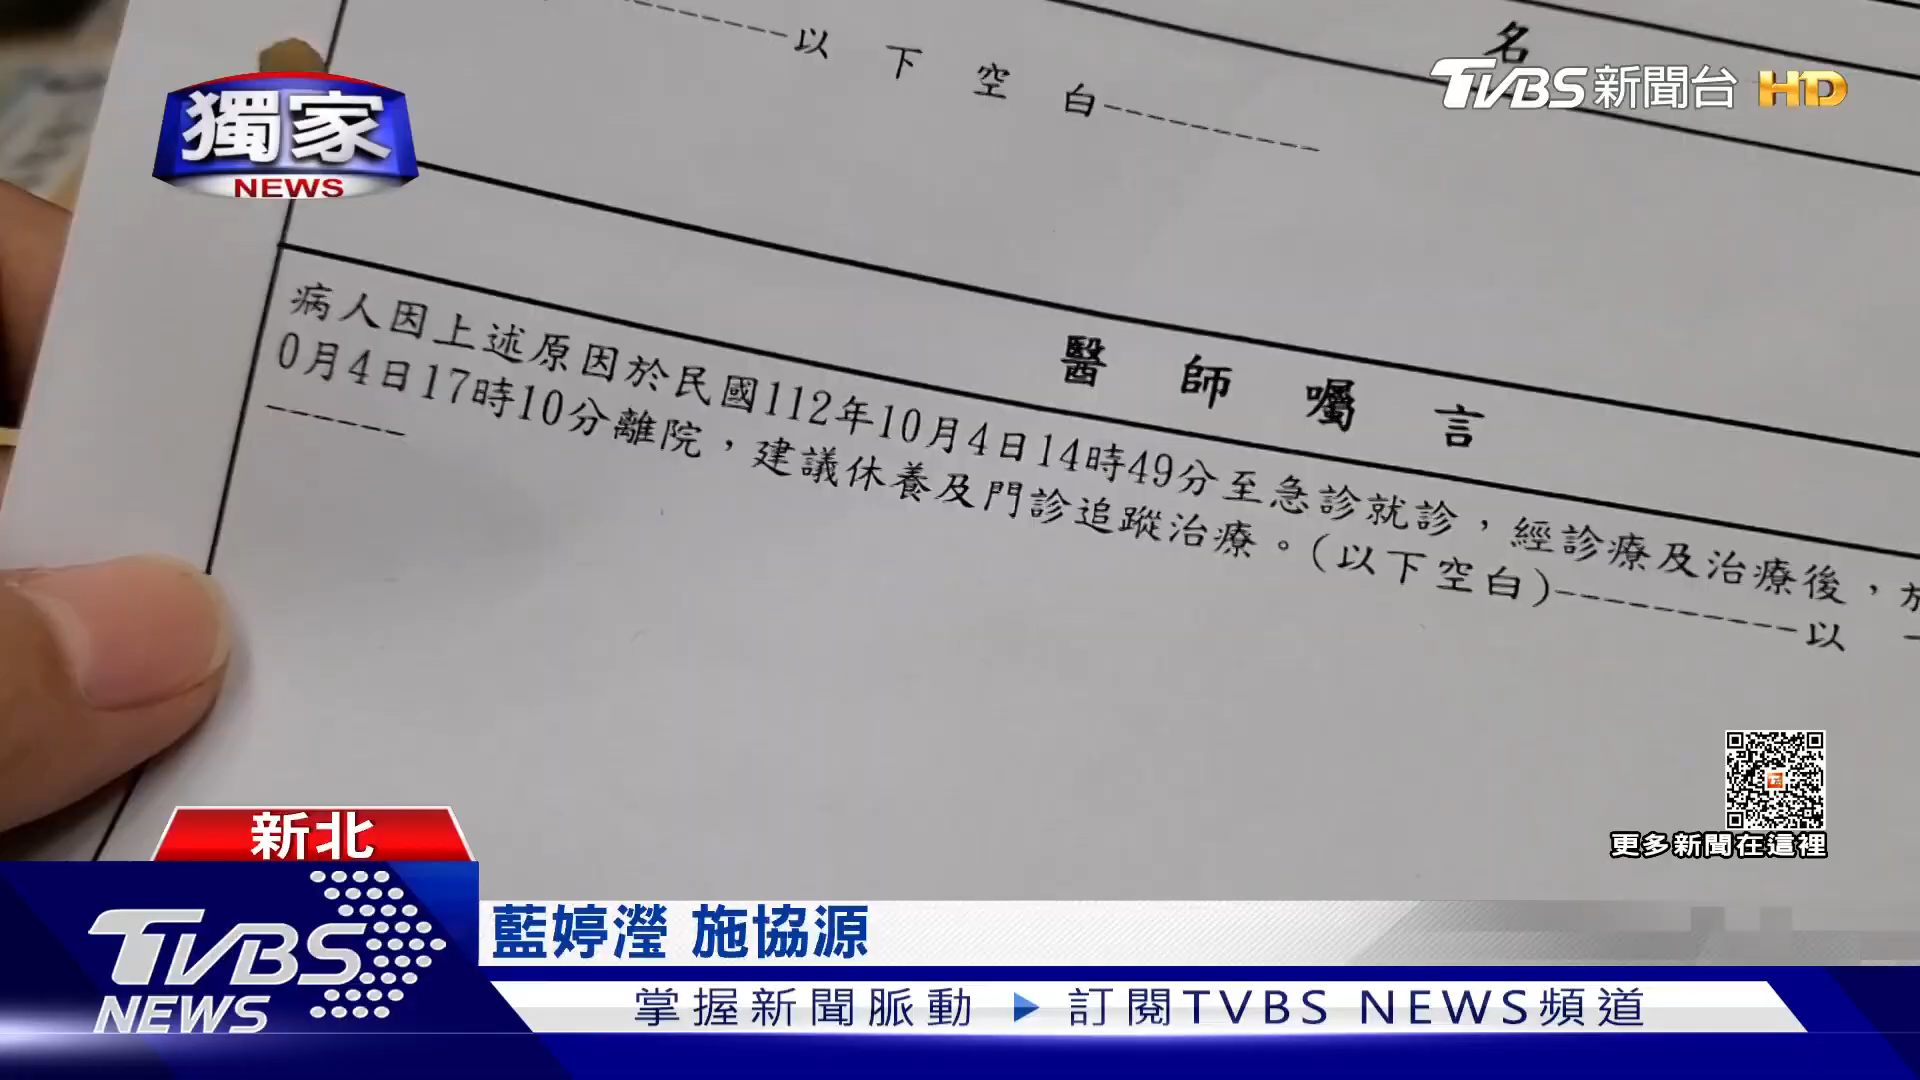 名
以下空白
TVBS新聞台 HD
獨家
NEWS
醫師囑言
病人因上述原因於民國112年10月4日14時49分至急診就診，經診療及治療後，於
0月4日17時10分離院，建議休養及門診追蹤治療。(以下空白)----------以
------
更多新聞在這裡
新北
TVBS NEWS
藍婷瀅 施協源
掌握新聞脈動 ▶ 訂閱TVBS NEWS頻道